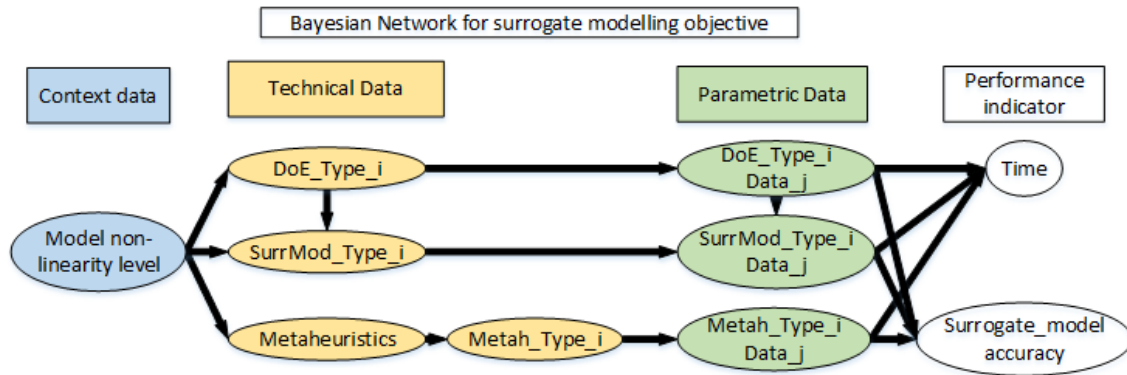 Bayesian Network for surrogate modelling objective
Context data
Technical Data
Parametric Data
Performance
indicator
DoE_Type_i
DoE_Type_i
Data_j
Time
Model non-
linearity level
SurrMod_Type_i
SurrMod_Type_i
Data_j
Metaheuristics
Metah_Type_i
Metah_Type_i
Data_j
Surrogate_model
accuracy